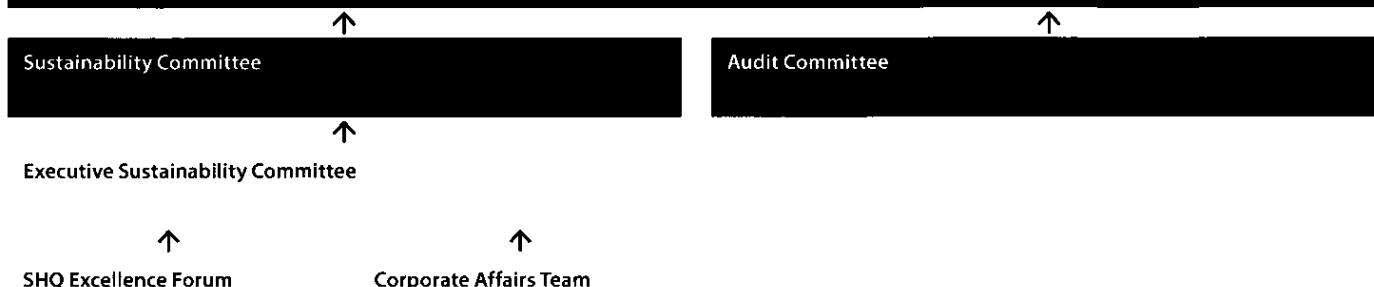 Sustainability Committee
Audit Committee
Executive Sustainability Committee
SHQ Excellence Forum
Corporate Affairs Team